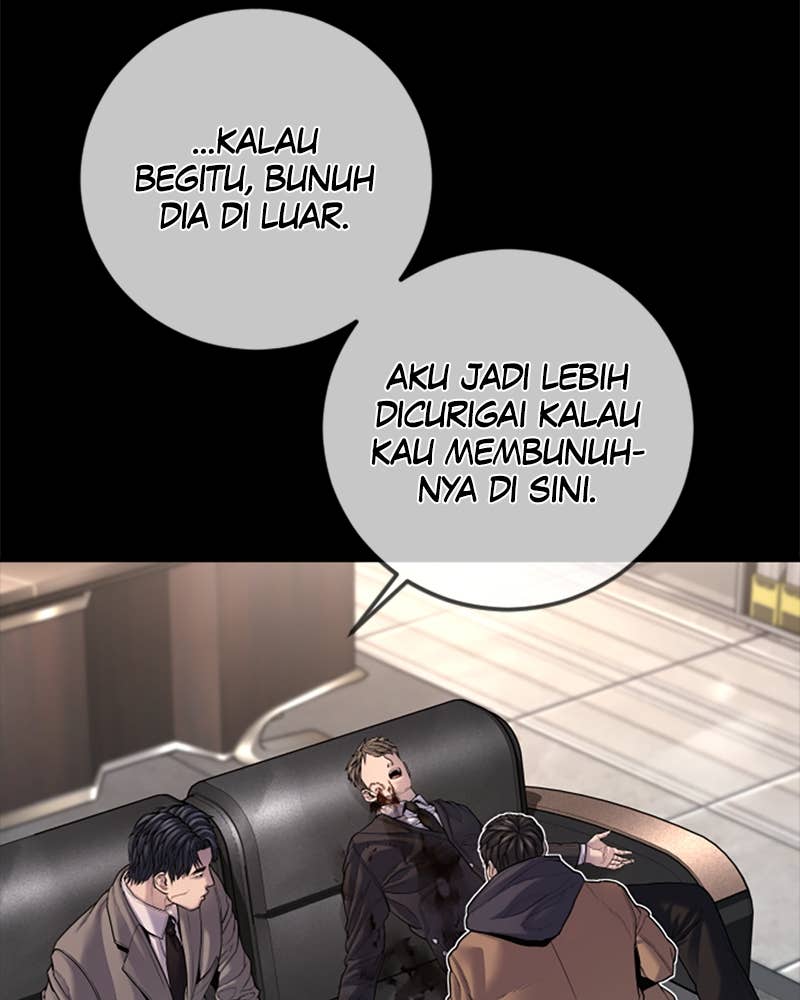 ...KALAU
BEGITU, BUNUH
DIA DI LUAR.
AKU JADI LEBIH
DICURIGAI KALAU
KAU MEMBUNUH-
NYA DI SINI.